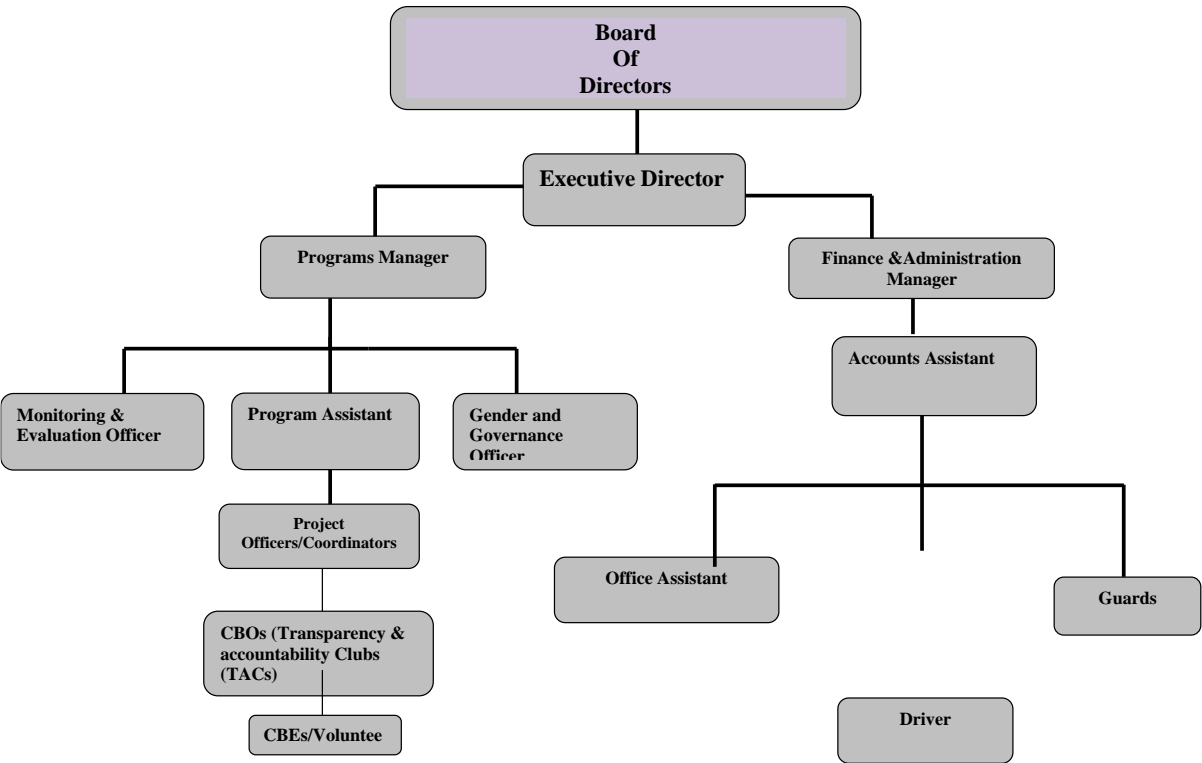 Board
Of
Directors
Executive Director
Programs Manager
Finance &Administration
Manager
Accounts Assistant
Monitoring &
Evaluation Officer
Program Assistant
Gender and
Governance
Officer
Project
Officers/Coordinators
Office Assistant
Guards
CBOs (Transparency &
accountability Clubs
(TACs)
Driver
CBEs/Voluntee